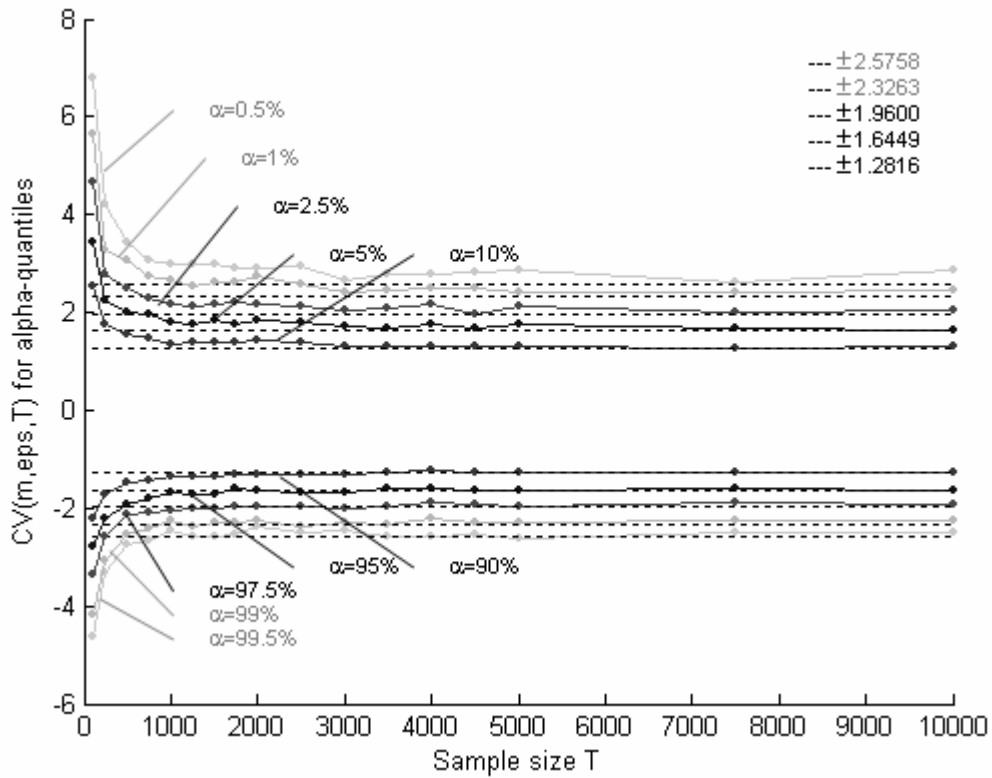 8
6
4
2
0
-2
-4
-6
CV(m,eps,T) for alpha-quantiles
--- ±2.5758
--- ±2.3263
--- ±1.9600
--- ±1.6449
--- ±1.2816
α=0.5%
α=1%
α=2.5%
α=5% α=10%
α=95% α=90%
α=97.5%
α=99%
α=99.5%
0 1000 2000 3000 4000 5000 6000 7000 8000 9000 10000
Sample size T